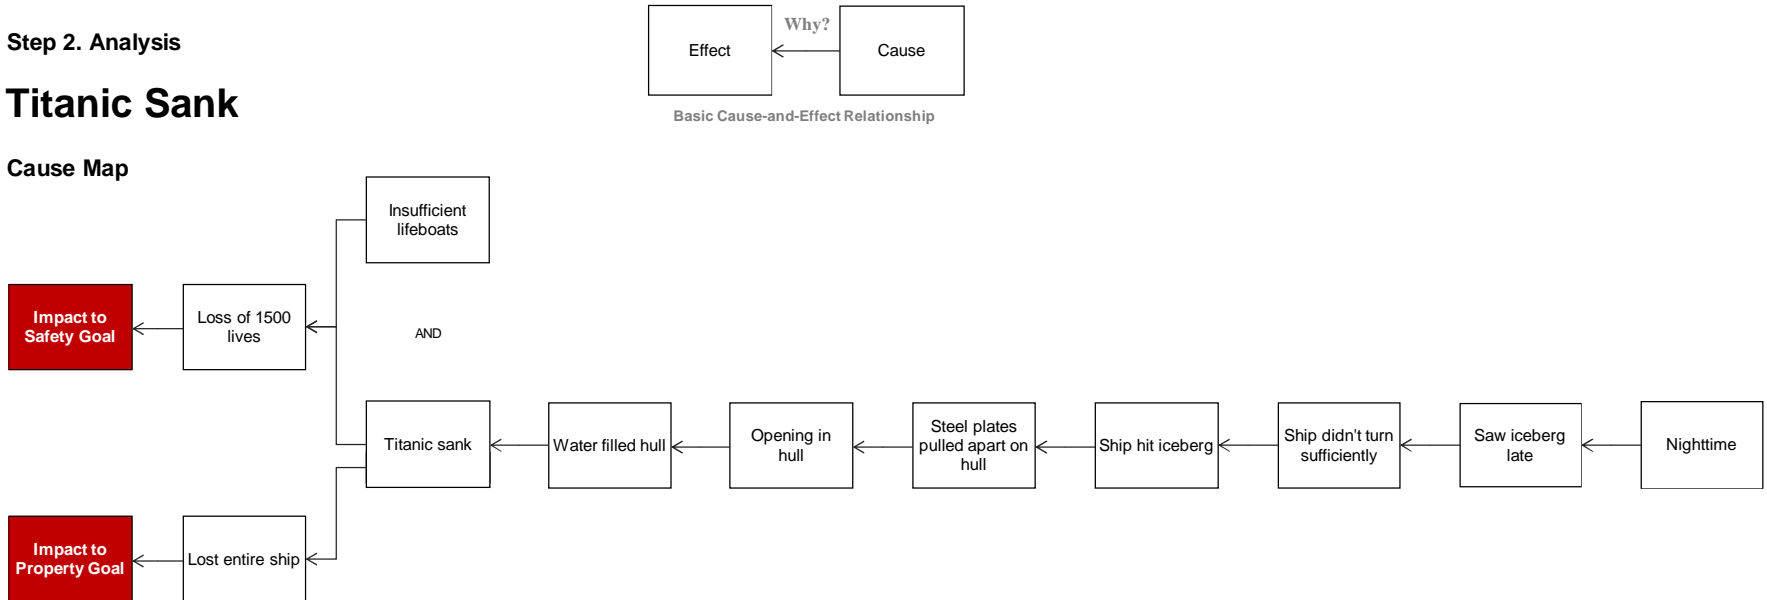 Step 2. Analysis
Effect
Why?
Cause
Basic Cause-and-Effect Relationship
Titanic Sank
Cause Map
Insufficient
lifeboats
Impact to
Safety Goal
Loss of 1500
lives
AND
Titanic sank
Water filled hull
Opening in
hull
Steel plates
pulled apart on
hull
Ship hit iceberg
Ship didn't turn
sufficiently
Saw iceberg
late
Nighttime
Impact to
Property Goal
Lost entire ship